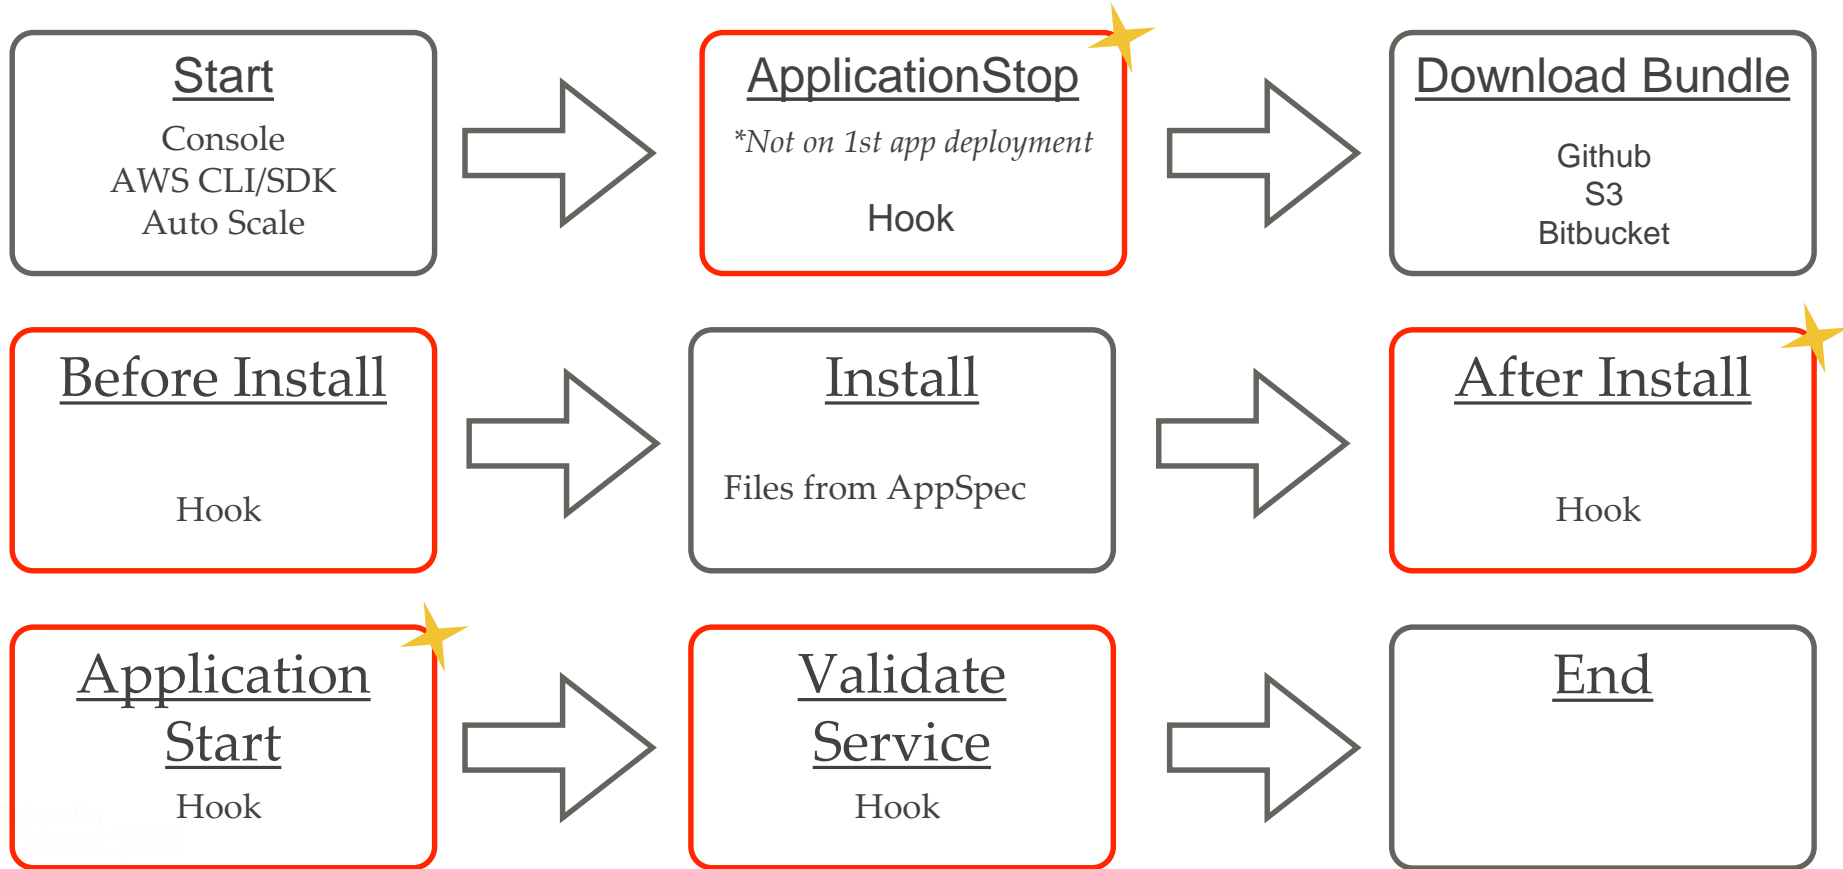 Start
Console
AWS CLI/SDK
Auto Scale
ApplicationStop
*Not on 1st app deployment
Hook
Download Bundle
Github
S3
Bitbucket
Before Install
Hook
Install
Files from AppSpec
After Install
Hook
Application
Start
Hook
Validate
Service
Hook
End